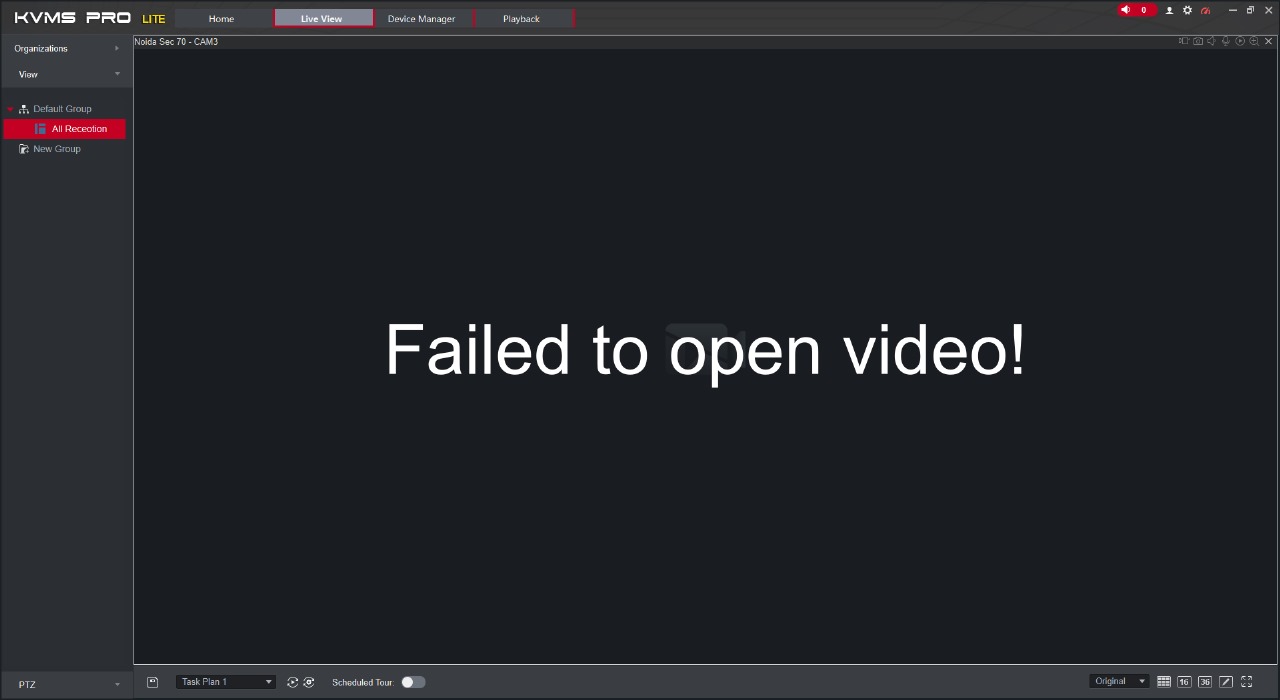 KVMS PRO LITE
Home
Live View
Device Manager
Playback
0
Organizations
View
Default Group
All Receotion
New Group
PTZ
Noida Sec 70 - CAM3
Failed to open video!
Task Plan 1
Scheduled Tour:
Original
16
36